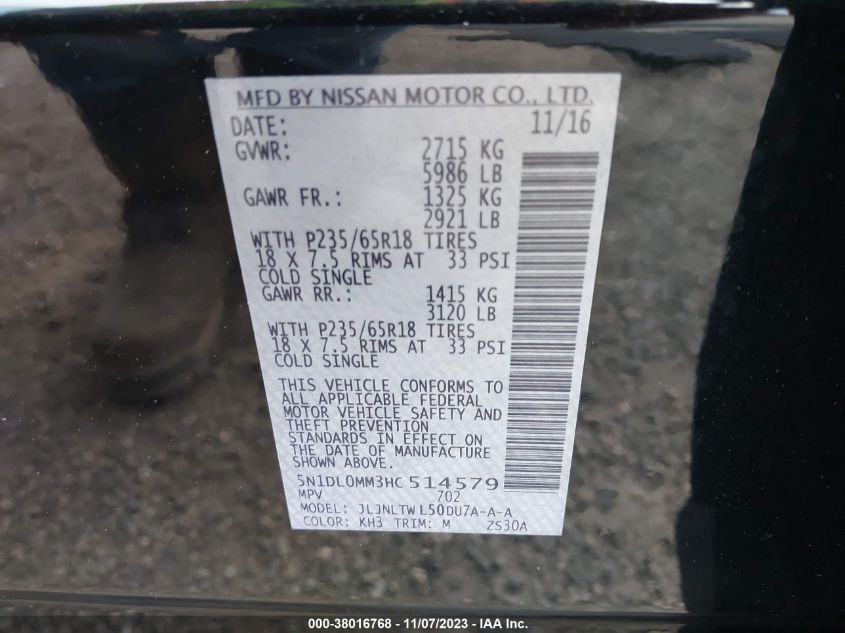 MFD BY NISSAN MOTOR CO., LTD.
DATE: 11/16
GVWR: 2715 KG
5986 LB
GAWR FR.: 1325 KG
2921 LB
WITH P235/65R18 TIRES
18 X 7.5 RIMS AT 33 PSI
COLD SINGLE
GAWR RR.: 1415 KG
3120 LB
WITH P235/65R18 TIRES
18 X 7.5 RIMS AT 33 PSI
COLD SINGLE
THIS VEHICLE CONFORMS TO
ALL APPLICABLE FEDERAL
MOTOR VEHICLE SAFETY AND
THEFT PREVENTION
STANDARDS IN EFFECT ON
THE DATE OF MANUFACTURE
SHOWN ABOVE.
5N1DL0MM3HC514579
MPV 702
MODEL: JLJNLTWL50DU7A-A-A
COLOR: KH3 TRIM: M ZS30A
000-38016768 - 11/07/2023 - IAA Inc.